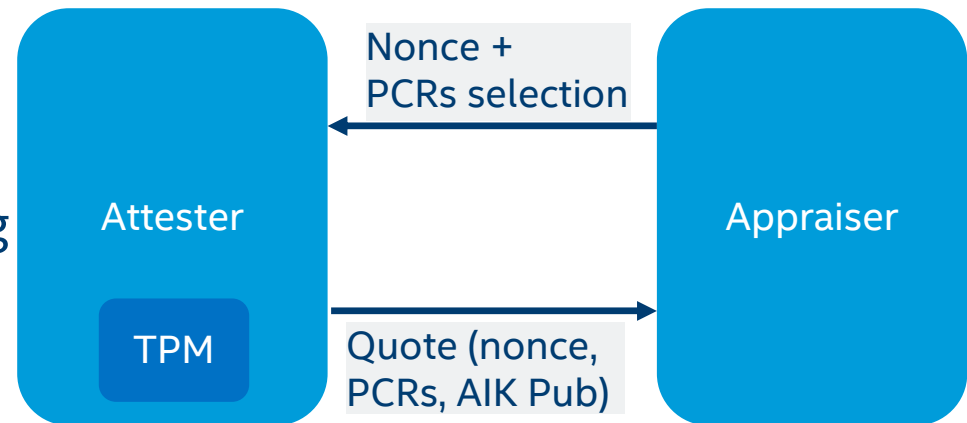 Nonce +
PCRs selection
Attester
Appraiser
g
TPM
Quote (nonce,
PCRs, AIK Pub)